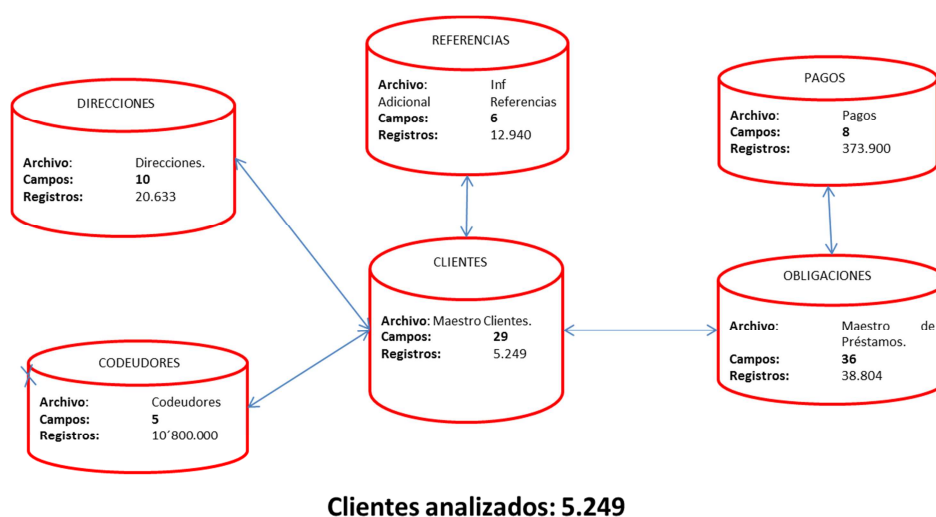 REFERENCIAS
Archivo: Inf
Adicional Referencias
Campos: 6
Registros: 12.940
DIRECCIONES
Archivo: Direcciones.
Campos: 10
Registros: 20.633
PAGOS
Archivo: Pagos
Campos: 8
Registros: 373.900
CLIENTES
Archivo: Maestro Clientes.
Campos: 29
Registros: 5.249
OBLIGACIONES
Archivo: Maestro de
Préstamos.
Campos: 36
Registros: 38.804
CODEUDORES
Archivo: Codeudores
Campos: 5
Registros: 10´800.000
Clientes analizados: 5.249